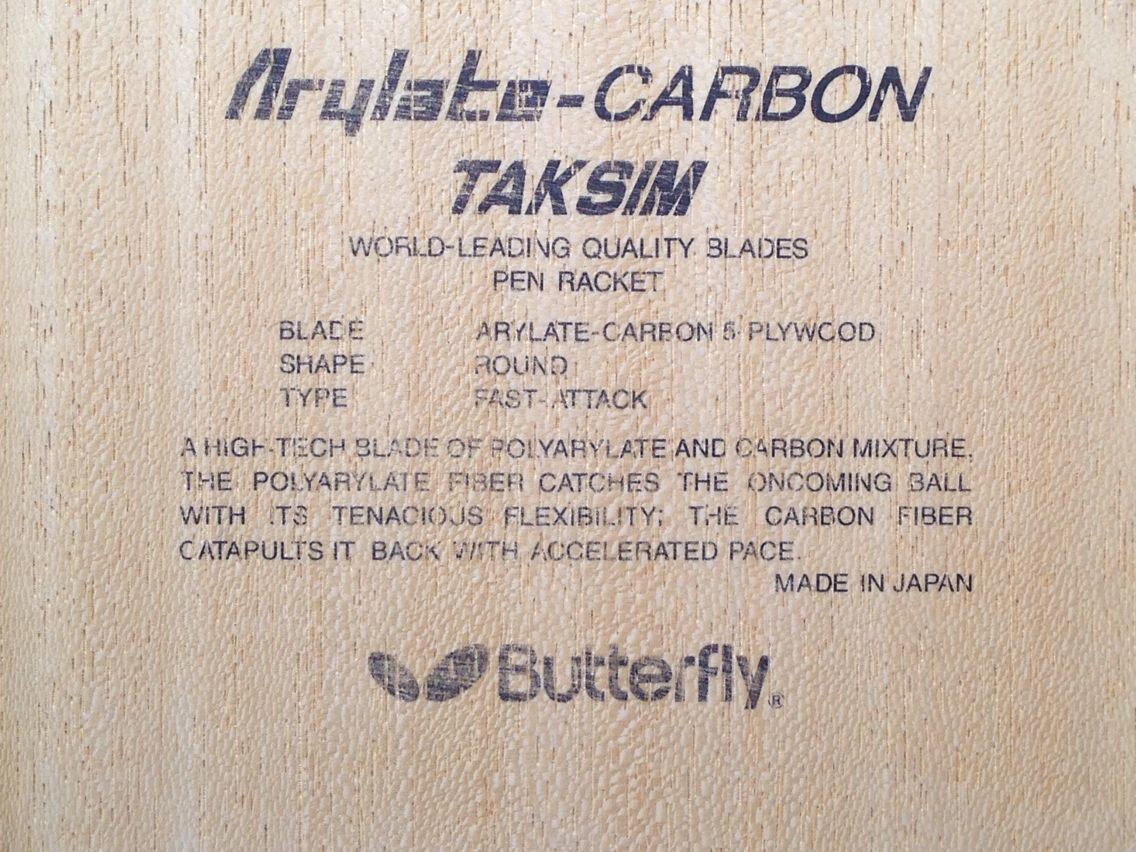 Arylate-CARBON
TAKSIM
WORLD-LEADING QUALITY BLADES
PEN RACKET
BLADE ARYLATE-CARBON 5 PLYWOOD
SHAPE ROUND
TYPE FAST-ATTACK
A HIGH-TECH BLADE OF POLYARYLATE AND CARBON MIXTURE.
THE POLYARYLATE FIBER CATCHES THE ONCOMING BALL
WITH ITS TENACIOUS FLEXIBILITY; THE CARBON FIBER
CATAPULTS IT BACK WITH ACCELERATED PACE.
MADE IN JAPAN
Butterfly®